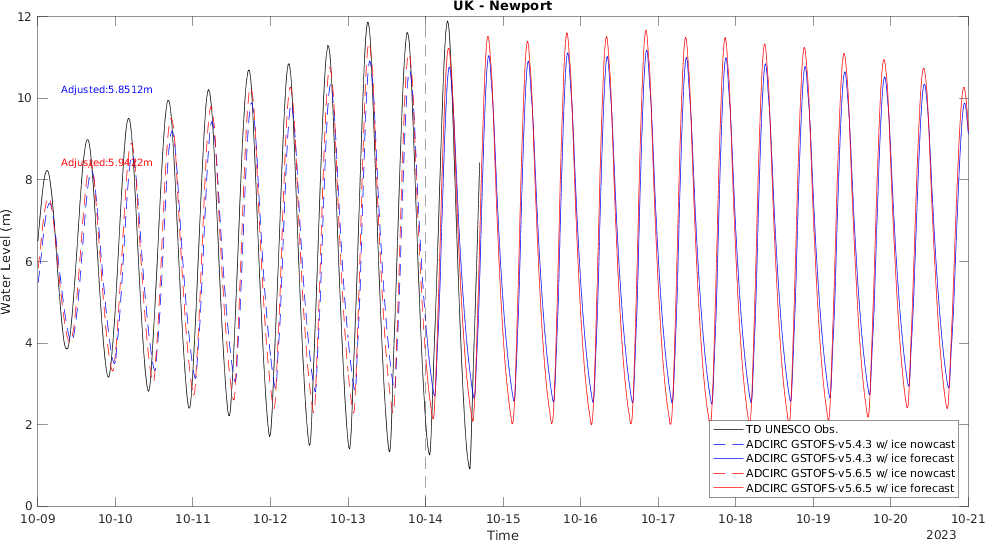 UK - Newport
12
10
8
6
4
2
0
Water Level (m)
Adjusted:5.8512m
Adjusted:5.9422m
TD UNESCO Obs.
ADCIRC GSTOFS-v5.4.3 w/ ice nowcast
ADCIRC GSTOFS-v5.4.3 w/ ice forecast
ADCIRC GSTOFS-v5.6.5 w/ ice nowcast
ADCIRC GSTOFS-v5.6.5 w/ ice forecast
10-09 10-10 10-11 10-12 10-13 10-14 10-15 10-16 10-17 10-18 10-19 10-20 10-21
Time
2023